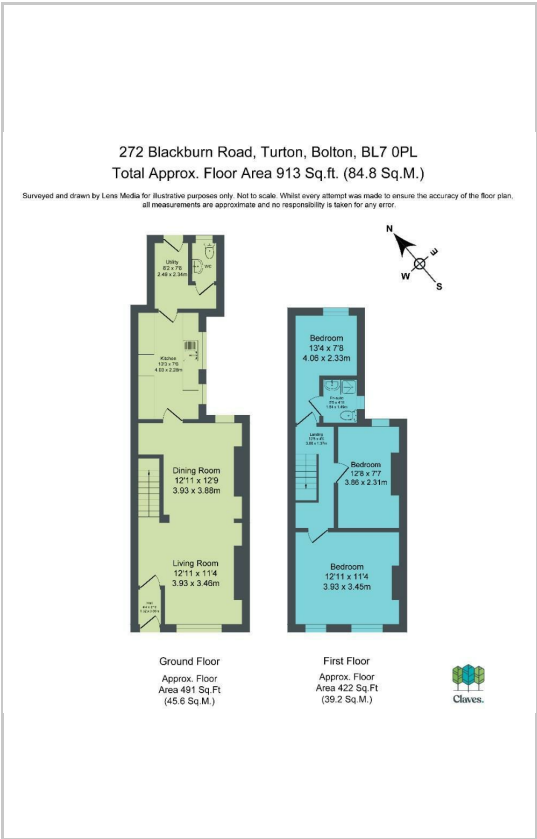 272 Blackburn Road, Turton, Bolton, BL7 0PL
Total Approx. Floor Area 913 Sq.ft. (84.8 Sq.M.)
Surveyed and drawn by Lens Media for illustrative purposes only. Not to scale. Whilst every attempt was made to ensure the accuracy of the floor plan,
all measurements are approximate and no responsibility is taken for any error.
N
E
W
S
Utility
8'2 x 7'8
2.49 x 2.34m
WC
Kitchen
4.03 x 2.29m
Dining Room
12'11 x 12'9
3.93 x 3.88m
Living Room
12'11 x 11'4
3.93 x 3.46m
Bedroom
13'4 x 7'8
4.06 x 2.33m
Landing
Bedroom
12'8 x 7'7
3.86 x 2.31m
Bedroom
12'11 x 11'4
3.93 x 3.45m
Ground Floor
Approx. Floor
Area 491 Sq.Ft
(45.6 Sq.M.)
First Floor
Approx. Floor
Area 422 Sq.Ft
(39.2 Sq.M.)
Claves.